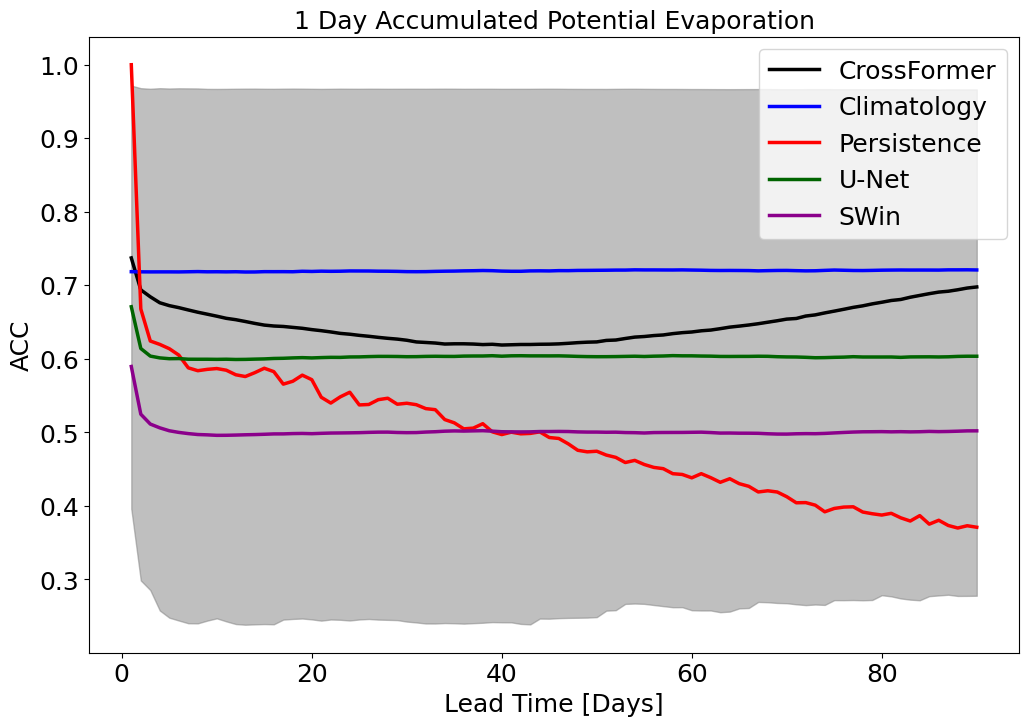 1 Day Accumulated Potential Evaporation
1.0
0.9
0.8
0.7
0.6
0.5
0.4
0.3
ACC
CrossFormer
Climatology
Persistence
U-Net
SWin
0 20 40 60 80
Lead Time [Days]